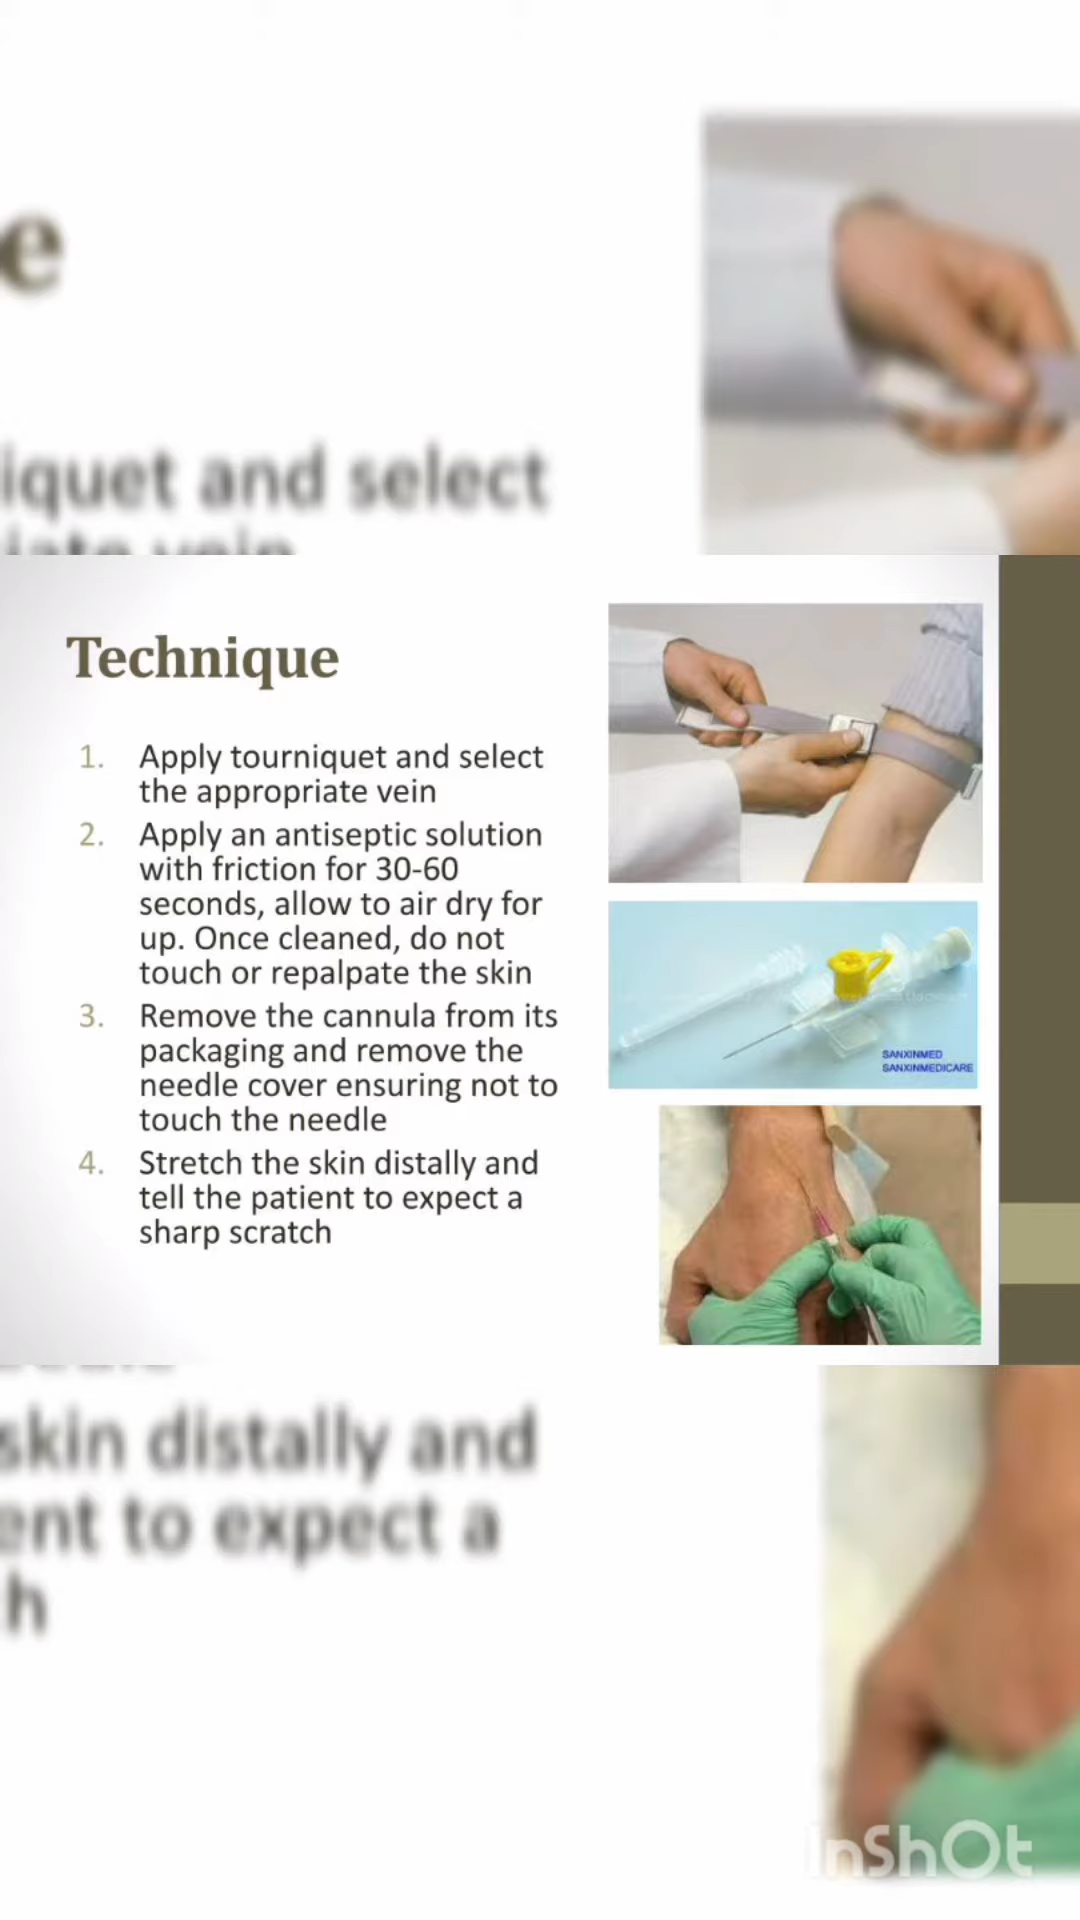 e
iquet and select
iate vein
Technique
1. Apply tourniquet and select
the appropriate vein
2. Apply an antiseptic solution
with friction for 30-60
seconds, allow to air dry for
up. Once cleaned, do not
touch or repalpate the skin
3. Remove the cannula from its
packaging and remove the
needle cover ensuring not to
touch the needle
4. Stretch the skin distally and
tell the patient to expect a
sharp scratch
SANXINMED
SANXINMEDICARE
skin distally and
ent to expect a
h
InShOt